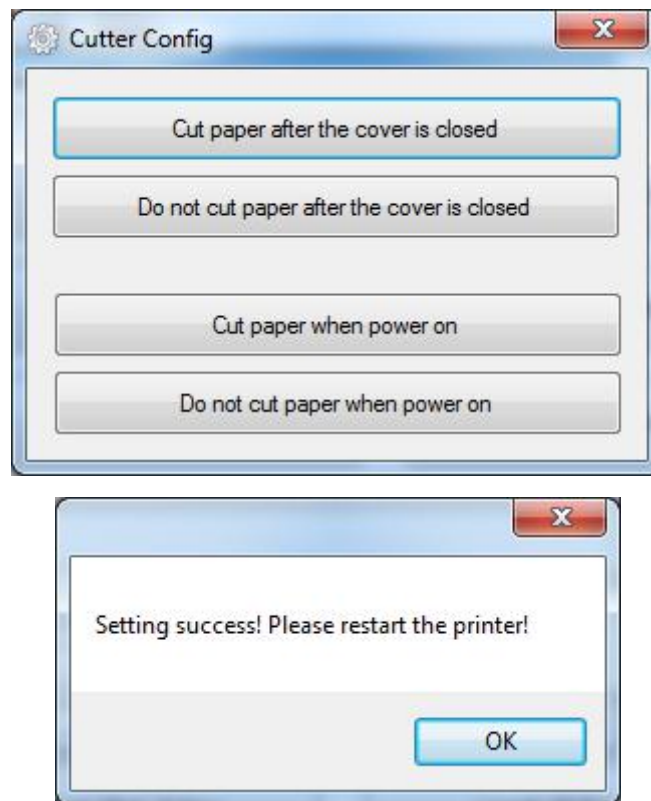 Cutter Config
Cut paper after the cover is closed
Do not cut paper after the cover is closed
Cut paper when power on
Do not cut paper when power on
Setting success! Please restart the printer!
OK